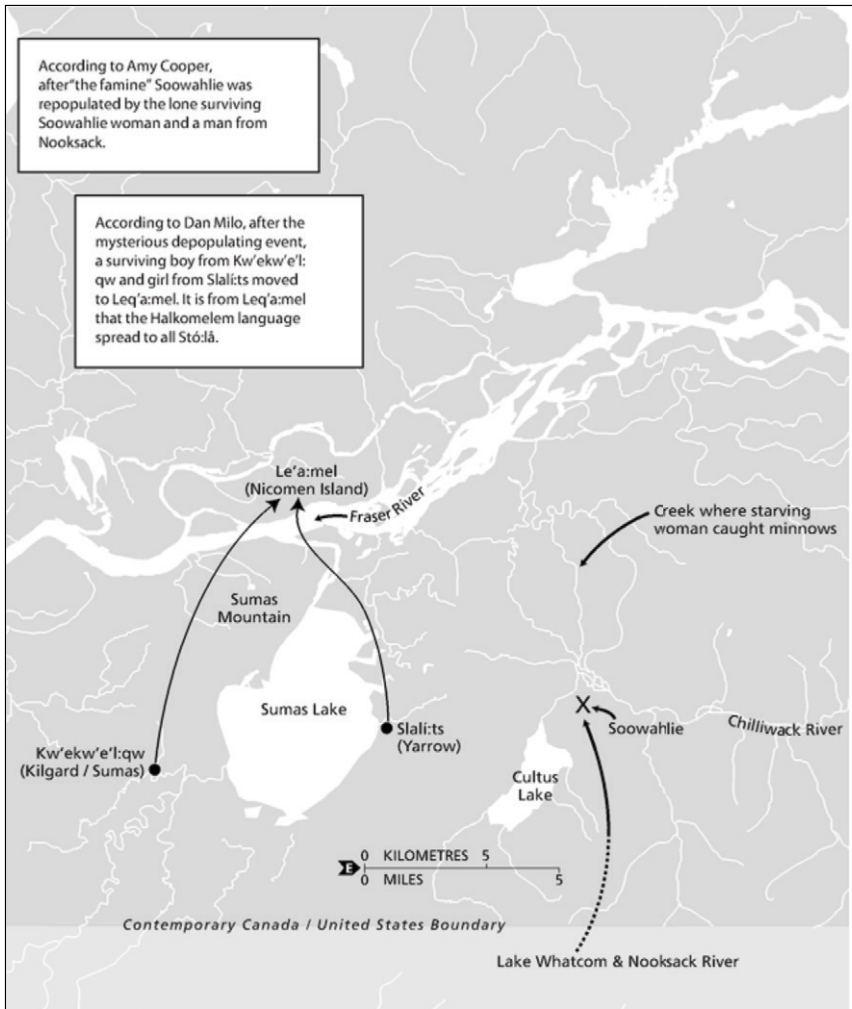 According to Amy Cooper,
after"the famine" Soowahlie was
repopulated by the lone surviving
Soowahlie woman and a man from
Nooksack.
According to Dan Milo, after the
mysterious depopulating event,
a surviving boy from Kw'ekw'e'l:
qw and girl from Slalí:ts moved
to Leq'a:mel. It is from Leq'a:mel
that the Halkomelem language
spread to all Stó:lå.
Le'a:mel
(Nicomen Island)
Fraser River
Creek where starving
woman caught minnows
Sumas
Mountain
Sumas Lake
Slalí:ts
(Yarrow)
Soowahlie
Chilliwack River
Kw'ekw'e'l:qw
(Kilgard / Sumas)
Cultus
Lake
X
E
0 KILOMETRES 5
0 MILES 5
Contemporary Canada / United States Boundary
Lake Whatcom & Nooksack River